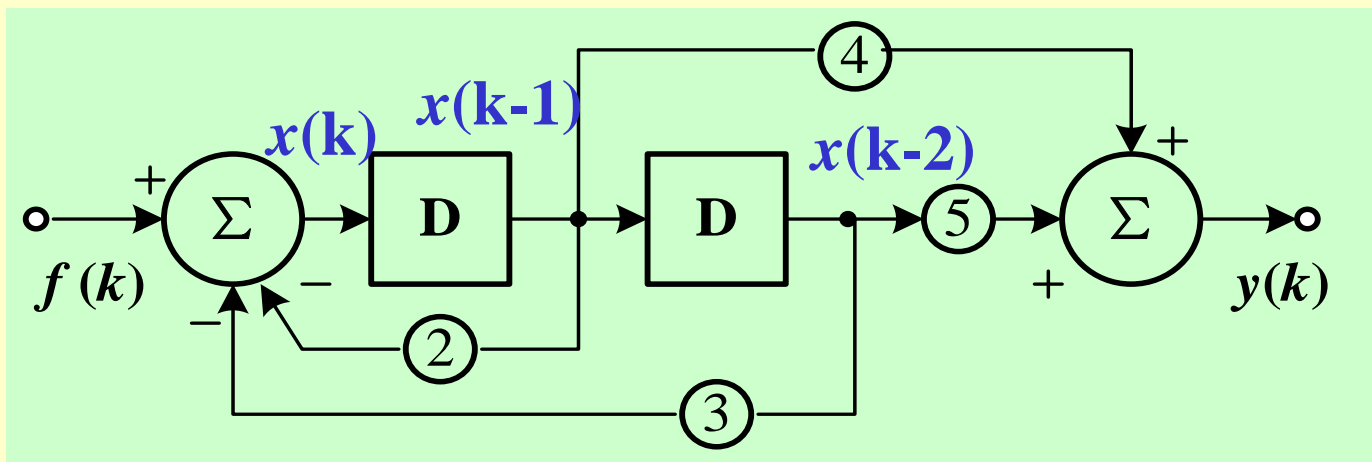 4
x(k-1)
x(k)
x(k-2)
+
+
Σ
D
D
5
Σ
f(k)
−
−
+
y(k)
2
3